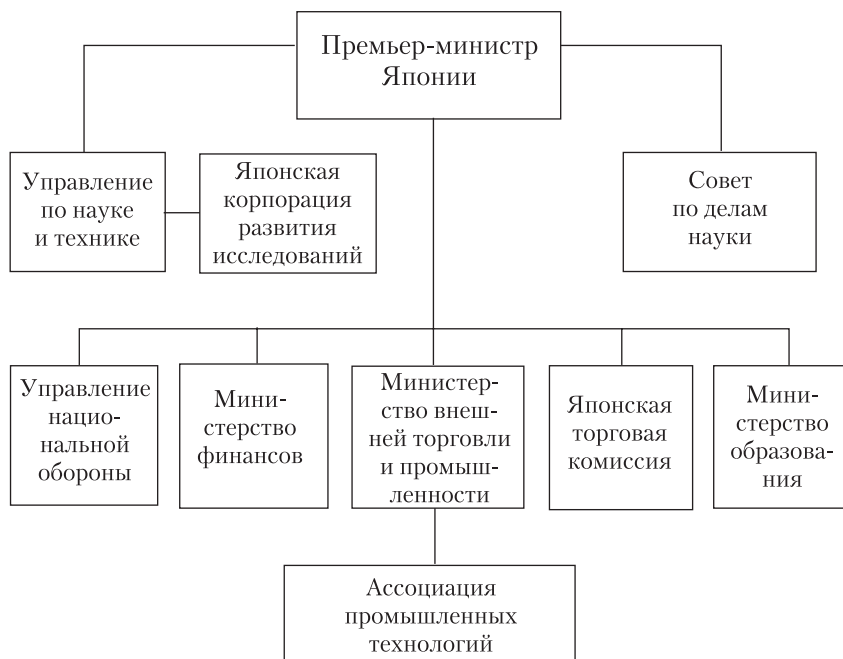 Премьер-министр
Японии
Управление
по науке
и технике
Японская
корпорация
развития
исследований
Совет
по делам
науки
Управление
нацио-
нальной
обороны
Мини-
стерство
финансов
Министер-
ство внеш-
ней торговли
и промыш-
ленности
Японская
торговая
комиссия
Мини-
стерство
образова-
ния
Ассоциация
промышленных
технологий